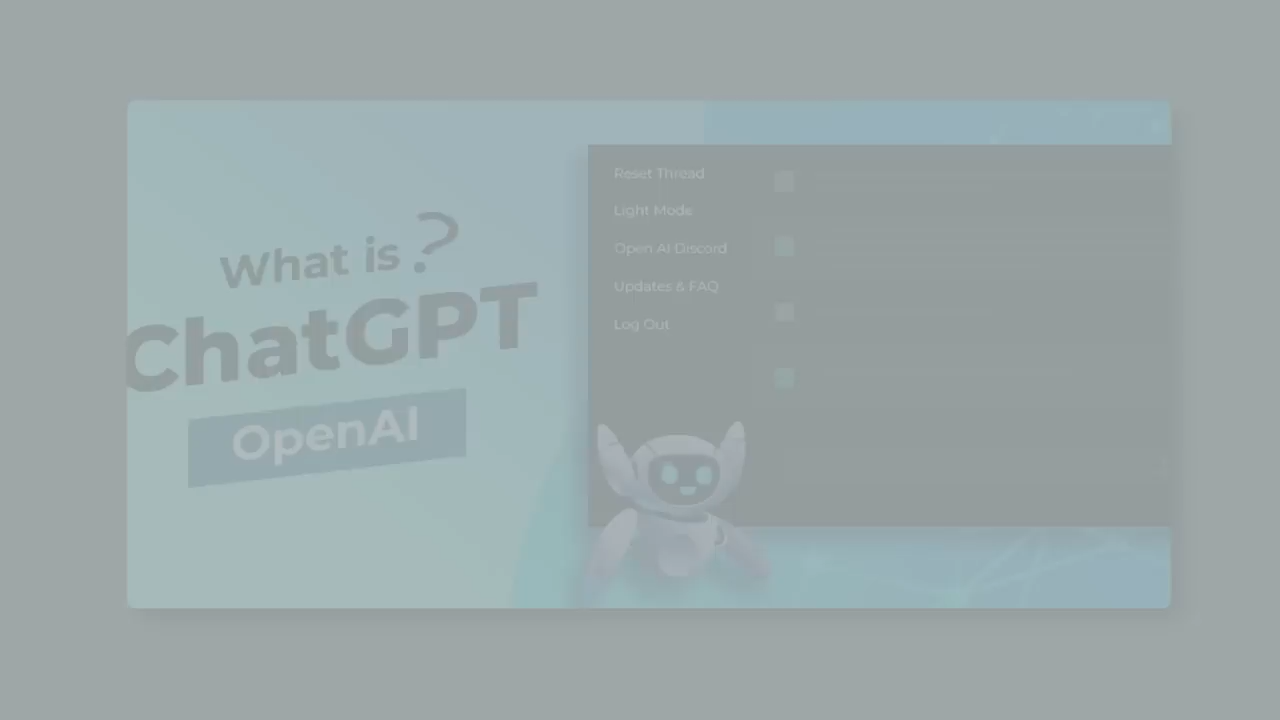 What is ?
ChatGPT
OpenAI
Reset Thread
Light Mode
Open AI Discord
Updates & FAQ
Log Out